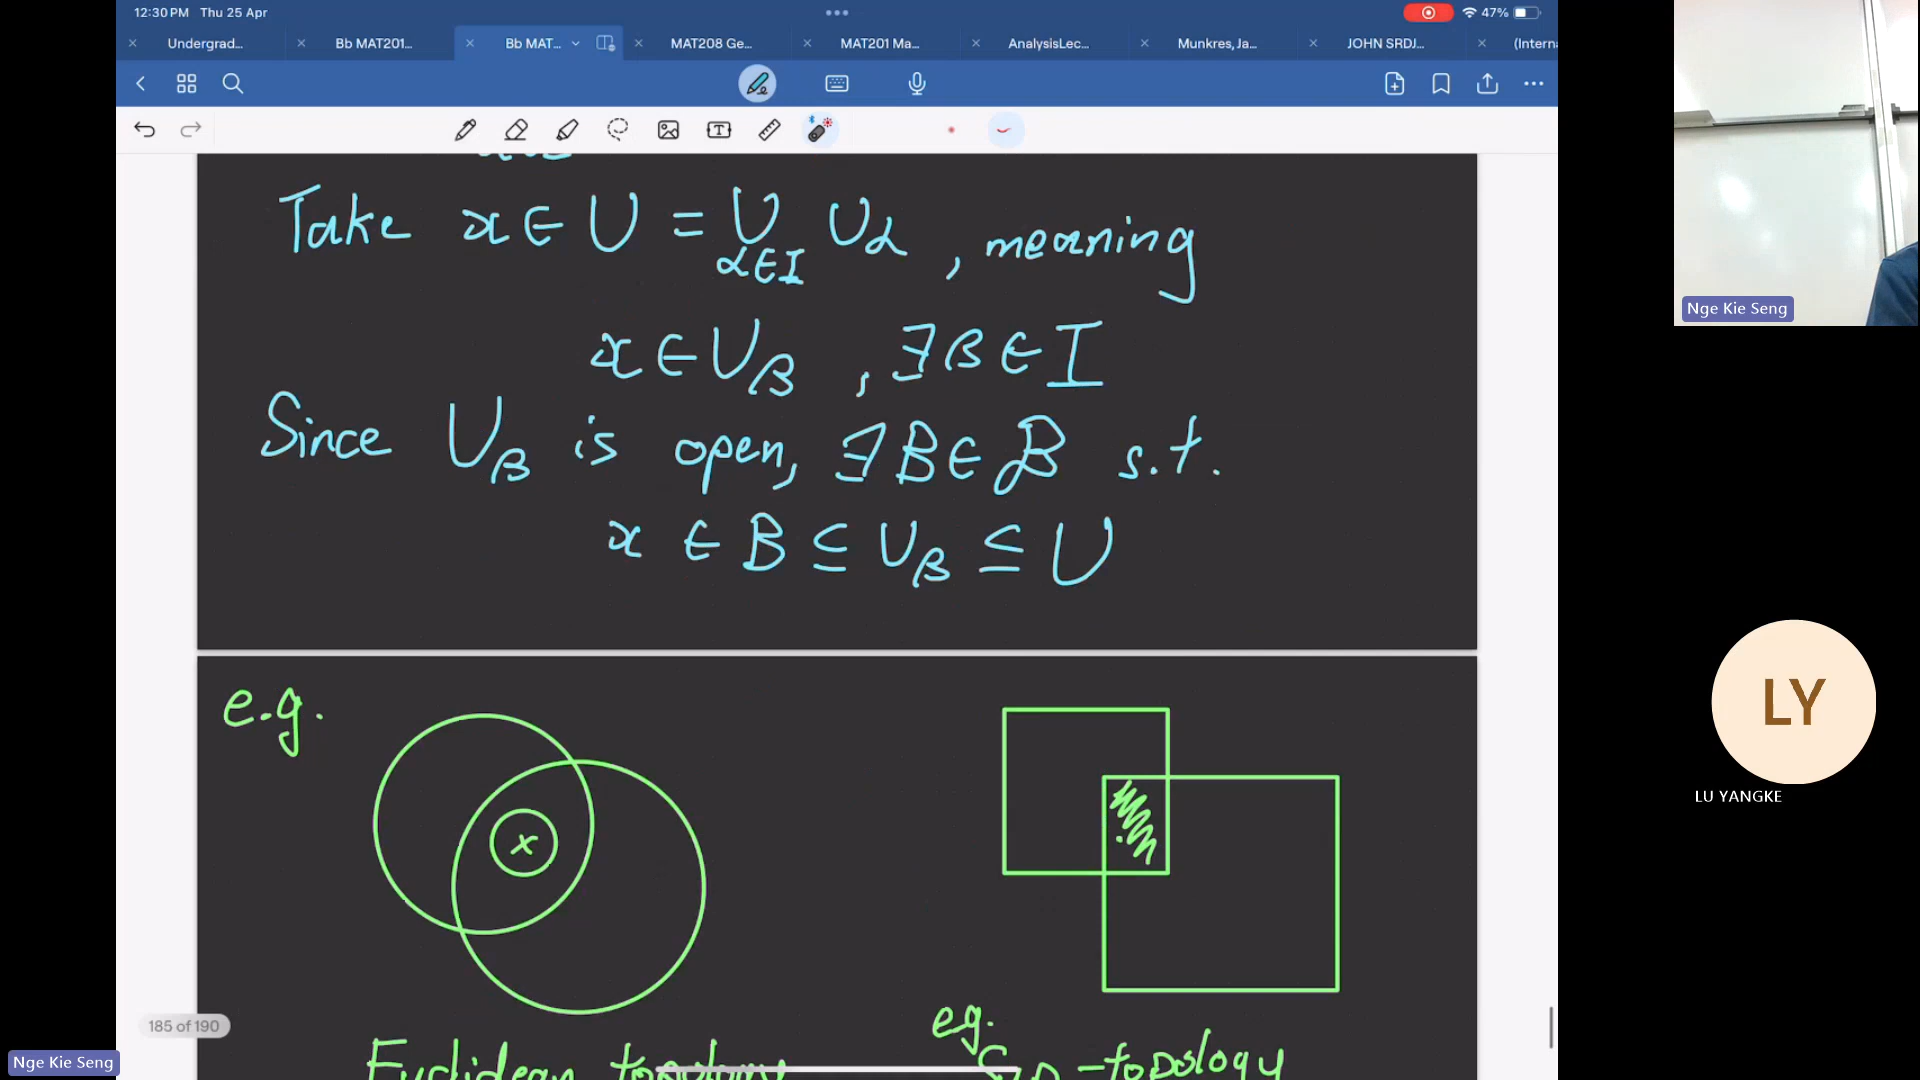 12:30 PM Thu 25 Apr
47%
Undergrad...
Bb MAT201...
Bb MAT...
MAT208 Ge...
MAT201 Ma...
AnalysisLec...
Munkres, Ja...
JOHN SRDJ...
(Intern
Take x ∈ U = ⋃ U_α , meaning
α∈I
x ∈ U_β , ∃β ∈ I
Since U_β is open, ∃B ∈ ℬ s.t.
x ∈ B ⊆ U_β ⊆ U
e.g.
x
e.g.
Euclidean topology
-topology
185 of 190
Nge Kie Seng
Nge Kie Seng
LY
LU YANGKE